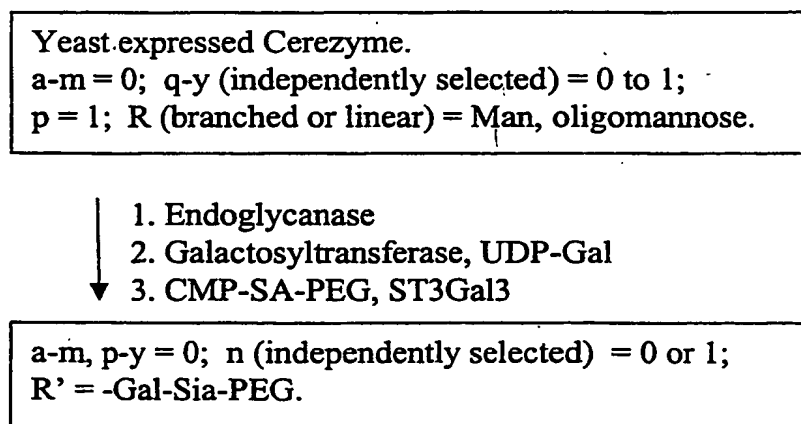 Yeast expressed Cerezyme.
a-m = 0; q-y (independently selected) = 0 to 1;
p = 1; R (branched or linear) = Man, oligomannose.
1. Endoglycanase
2. Galactosyltransferase, UDP-Gal
3. CMP-SA-PEG, ST3Gal3
a-m, p-y = 0; n (independently selected) = 0 or 1;
R' = -Gal-Sia-PEG.